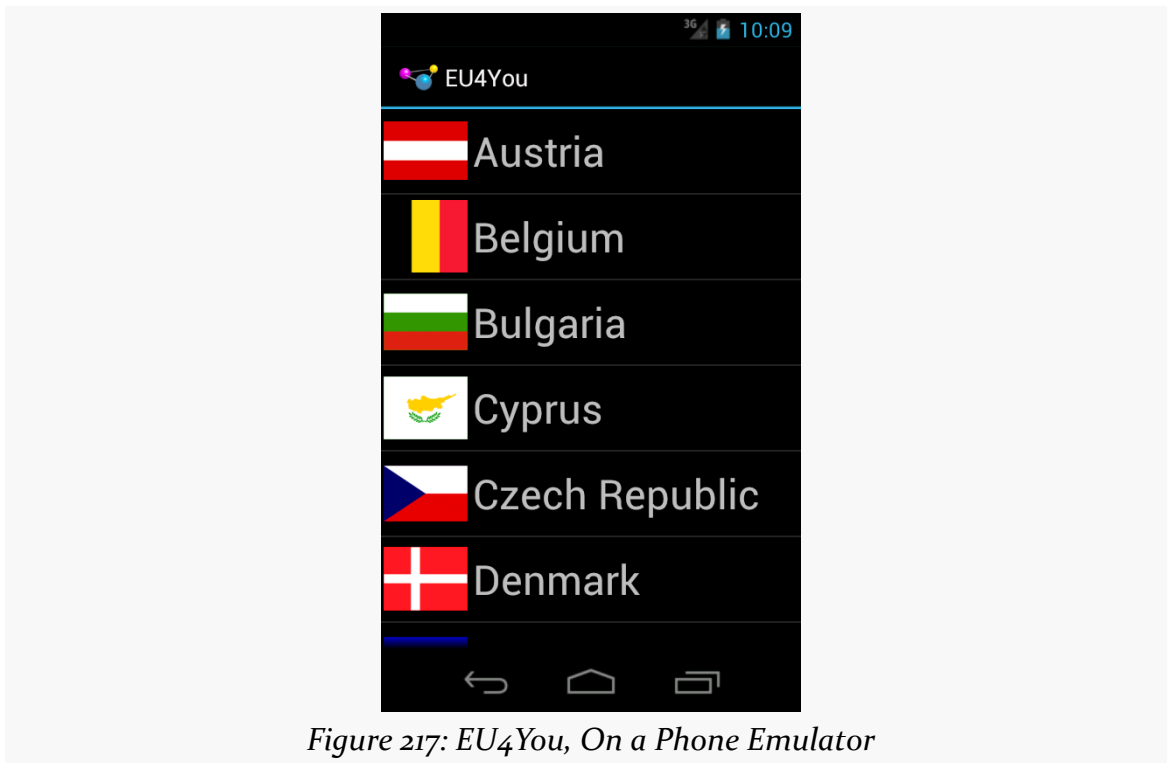 3G 10:09
EU4You
Austria
Belgium
Bulgaria
Cyprus
Czech Republic
Denmark
Figure 217: EU4You, On a Phone Emulator